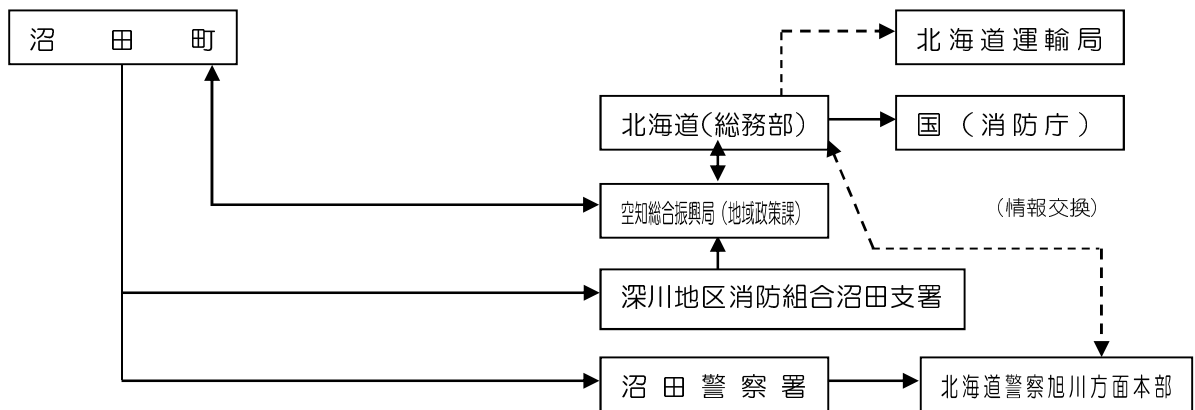 沼田町
北海道運輸局
北海道(総務部)
国(消防庁)
空知総合振興局(地域政策課)
(情報交換)
深川地区消防組合沼田支署
沼田警察署
北海道警察旭川方面本部